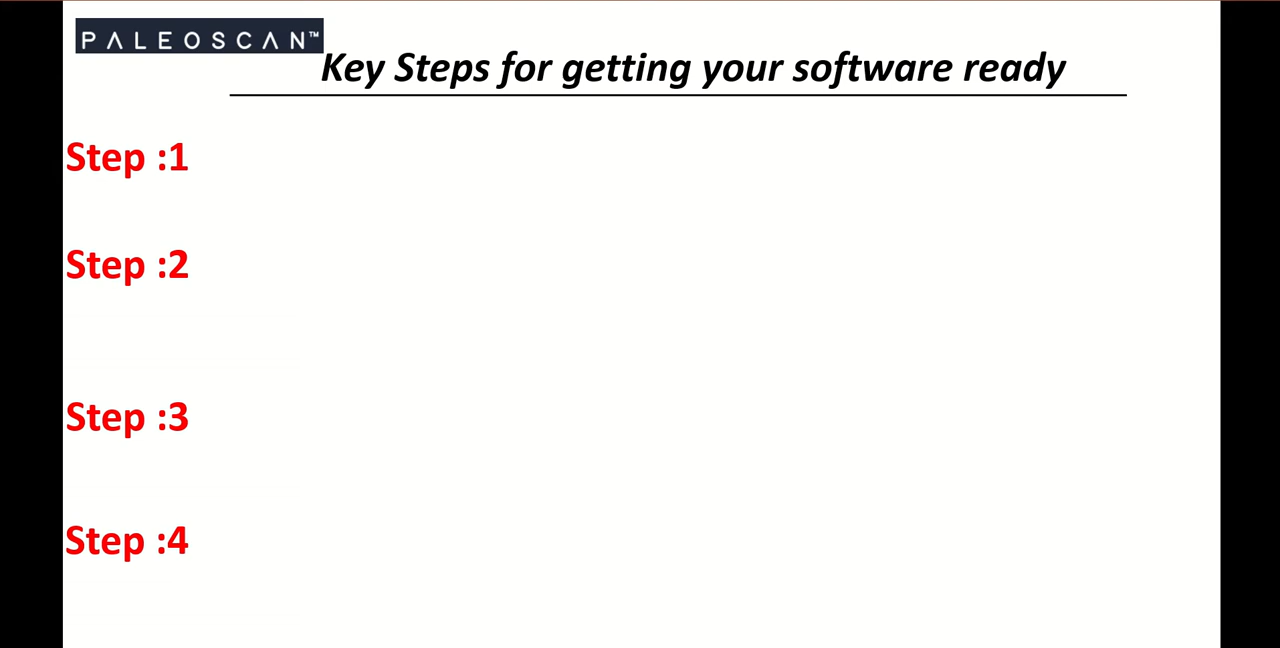 PALEOSCAN™
Key Steps for getting your software ready
Step :1
Step :2
Step :3
Step :4